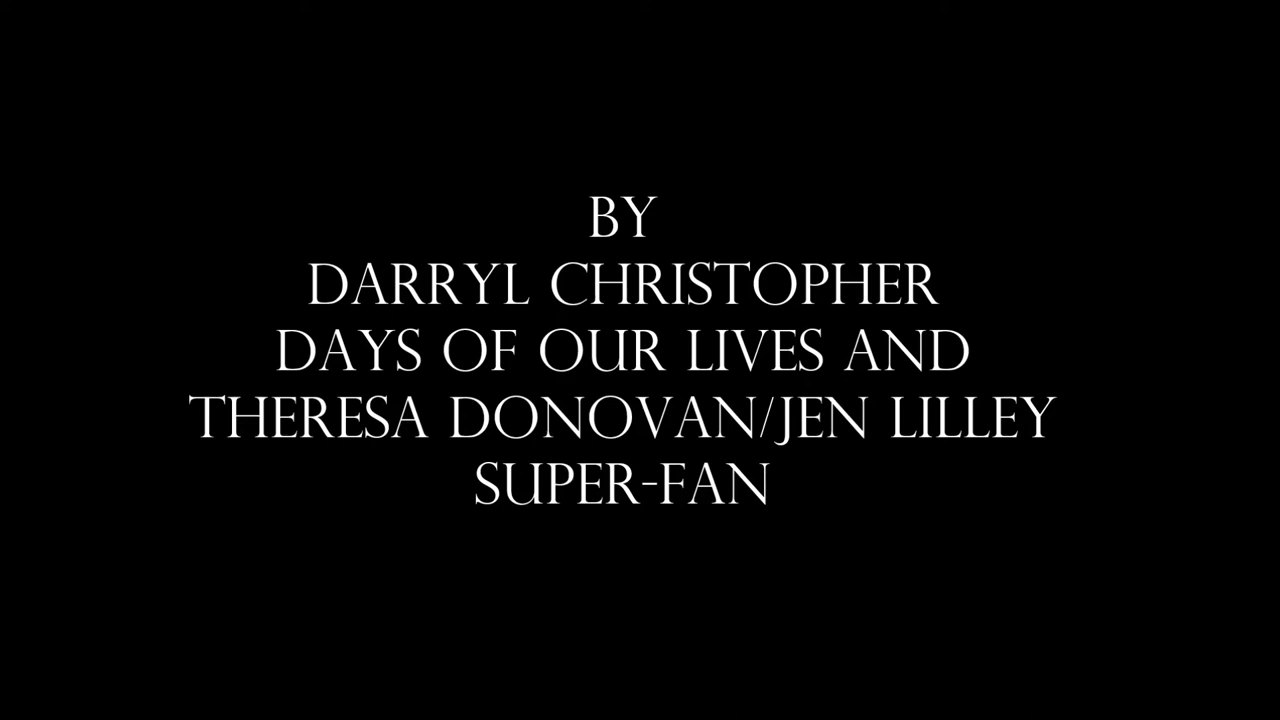 BY
DARRYL CHRISTOPHER
DAYS OF OUR LIVES AND
THERESA DONOVAN/JEN LILLEY
SUPER-FAN